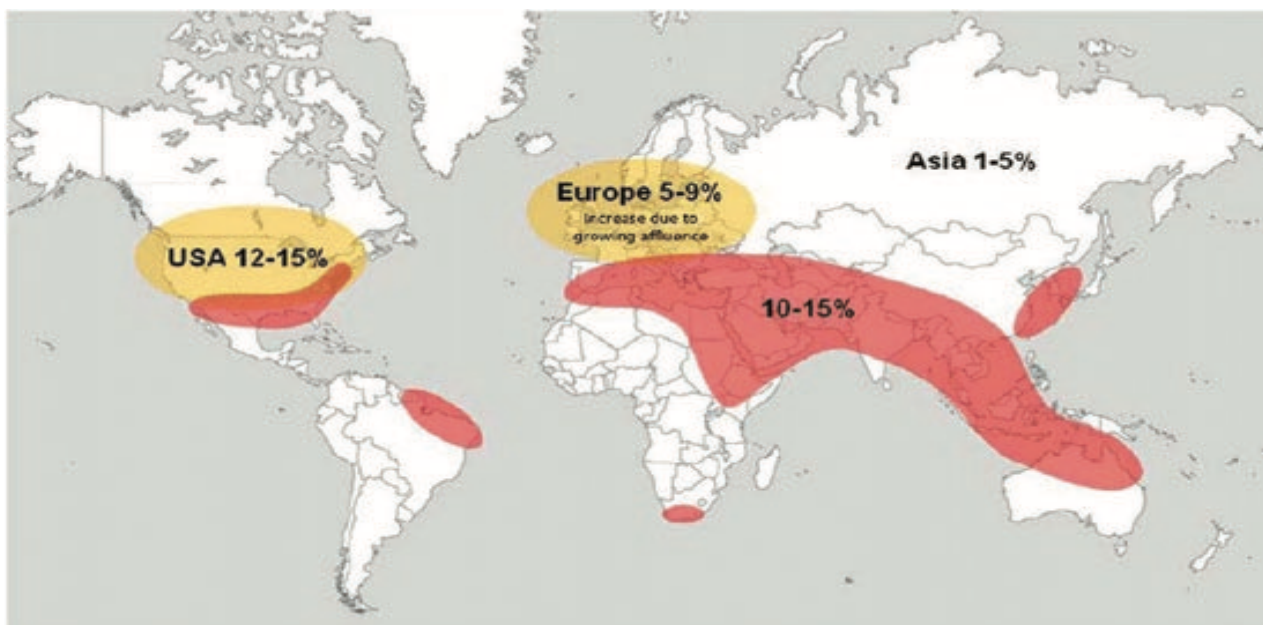 Asia 1-5%
Europe 5-9%
increase due to
growing affluence
USA 12-15%
10-15%